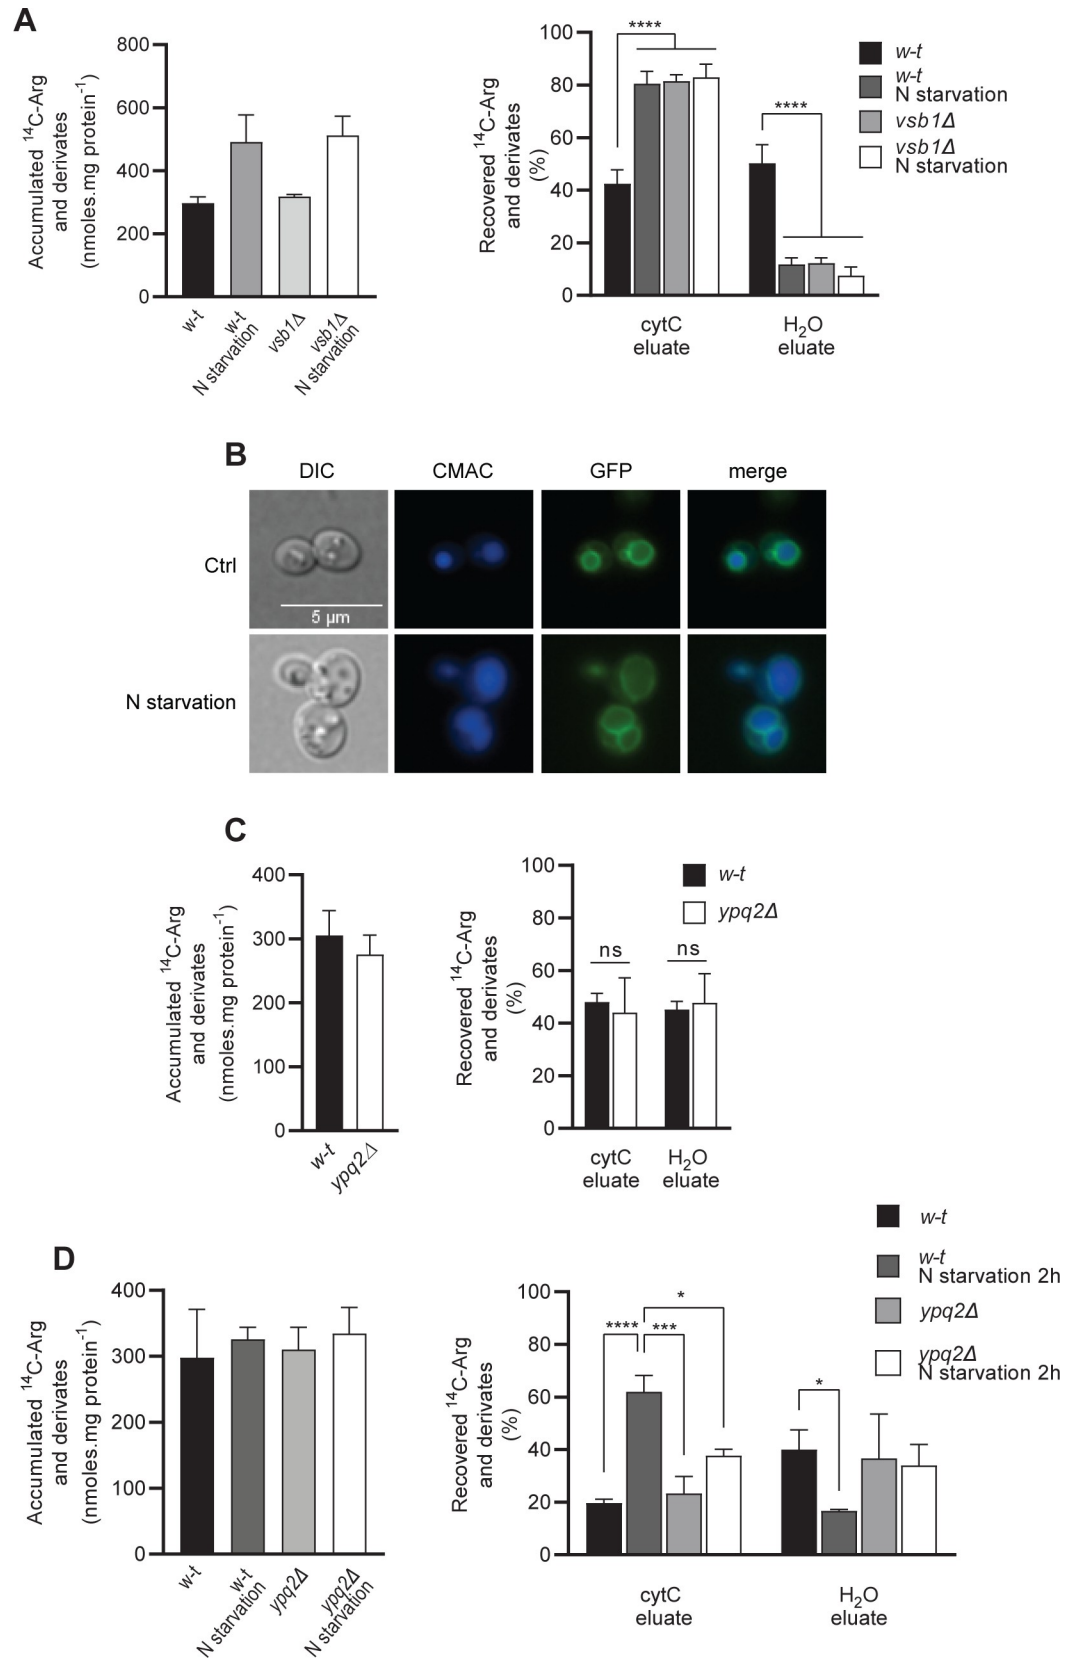 A
Accumulated ¹⁴C-Arg
and derivates
(nmoles.mg protein⁻¹)
800
600
400
200
0
w-t
w-t
N starvation
vsb1Δ
vsb1Δ
N starvation
Recovered ¹⁴C-Arg
and derivates
(%)
100
80
60
40
20
0
****
****
cytC
eluate
H₂O
eluate
w-t
w-t
N starvation
vsb1Δ
vsb1Δ
N starvation
B
DIC
CMAC
GFP
merge
Ctrl
5 µm
N starvation
C
Accumulated ¹⁴C-Arg
and derivates
(nmoles.mg protein⁻¹)
400
300
200
100
0
w-t
ypq2Δ
Recovered ¹⁴C-Arg
and derivates
(%)
100
80
60
40
20
0
ns
ns
cytC
eluate
H₂O
eluate
w-t
ypq2Δ
D
Accumulated ¹⁴C-Arg
and derivates
(nmoles.mg protein⁻¹)
400
300
200
100
0
w-t
w-t
N starvation
ypq2Δ
ypq2Δ
N starvation
Recovered ¹⁴C-Arg
and derivates
(%)
100
80
60
40
20
0
****
***
*
*
cytC
eluate
H₂O
eluate
w-t
w-t
N starvation 2h
ypq2Δ
ypq2Δ
N starvation 2h